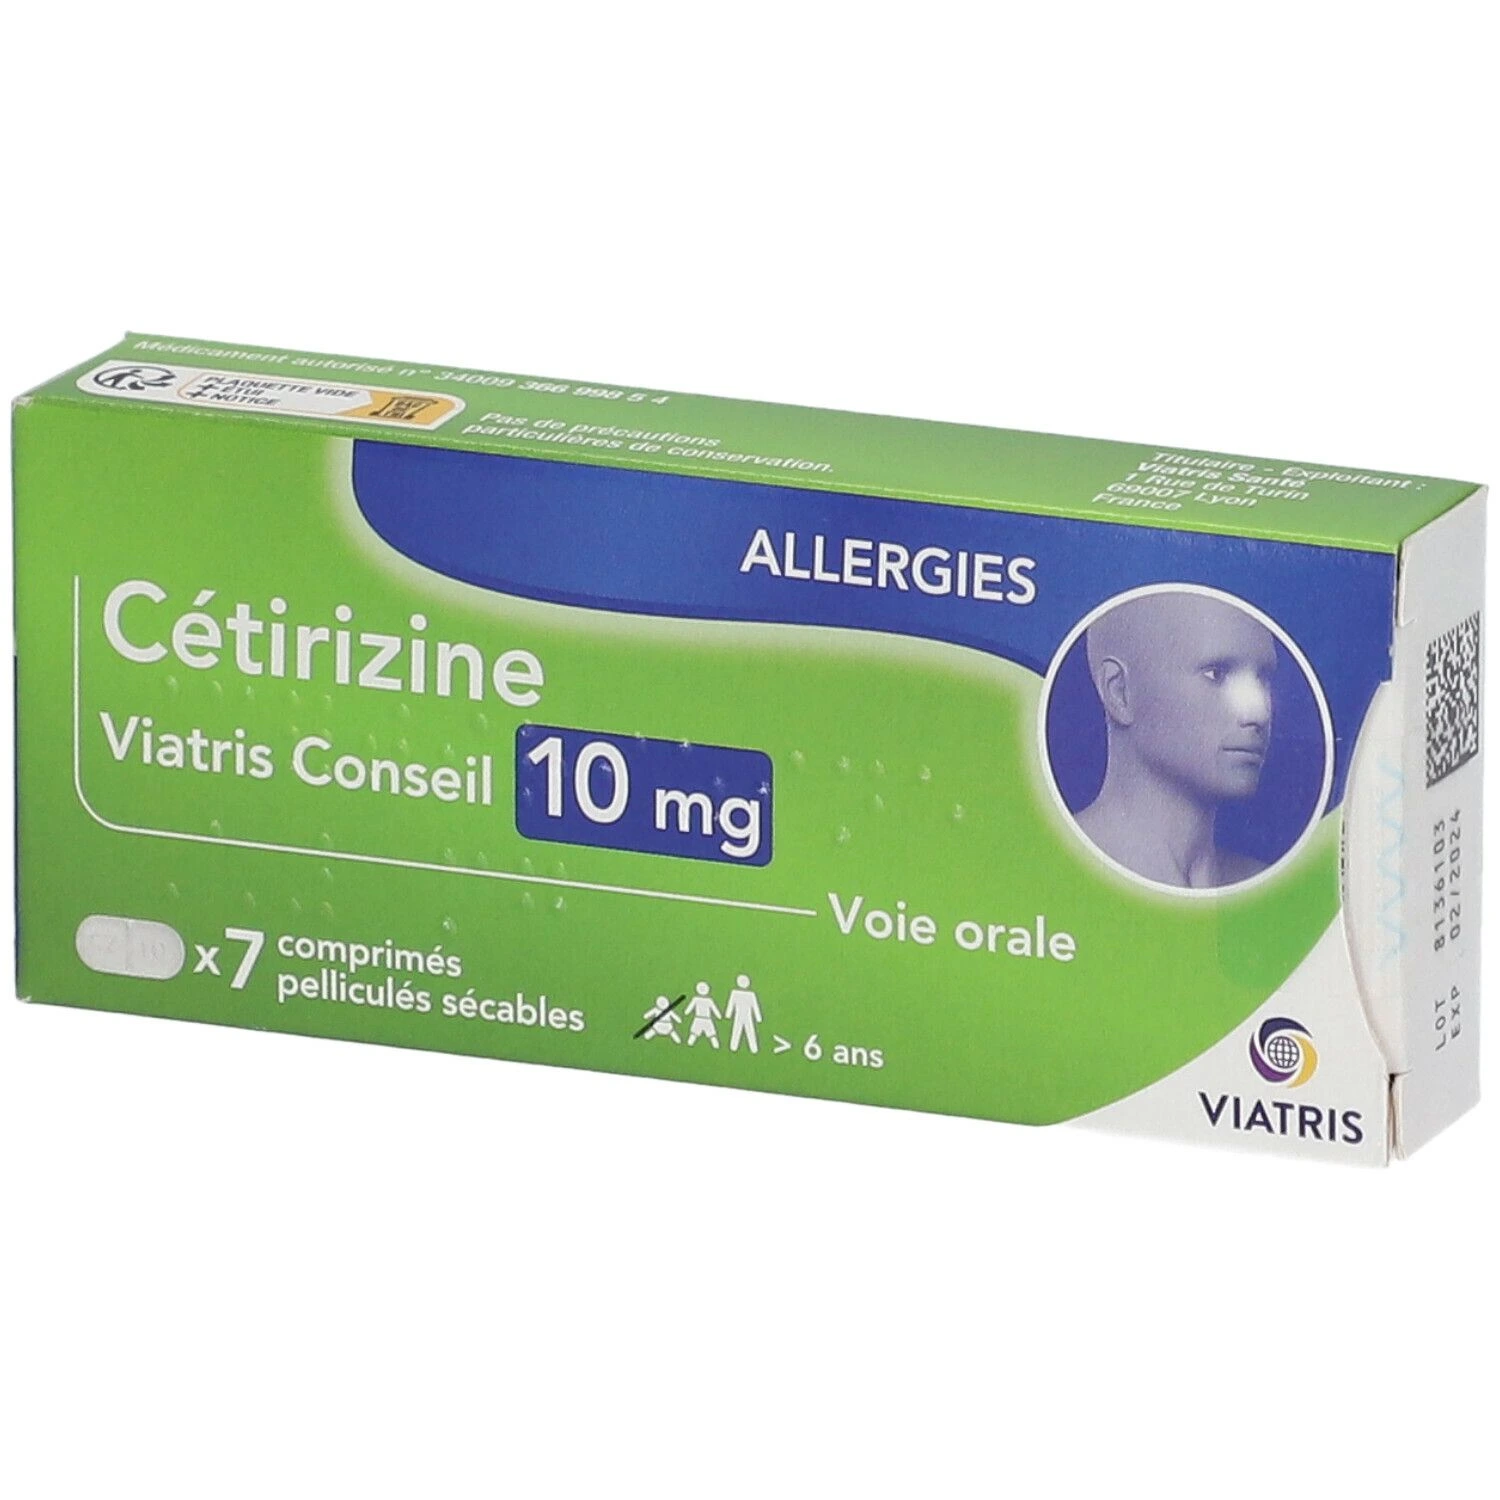 Médicament autorisé n° 34009 366 998 5 4
PLAQUETTE VIDE
+ ÉTUI
+ NOTICE
Pas de précautions
particulières de conservation.
Titulaire - Exploitant :
Viatris Santé
1 Rue de Turin
69007 Lyon
France
ALLERGIES
Cétirizine
Viatris Conseil 10 mg
Voie orale
x 7 comprimés
pelliculés sécables
> 6 ans
VIATRIS
LOT 8136103
EXP 02/2024